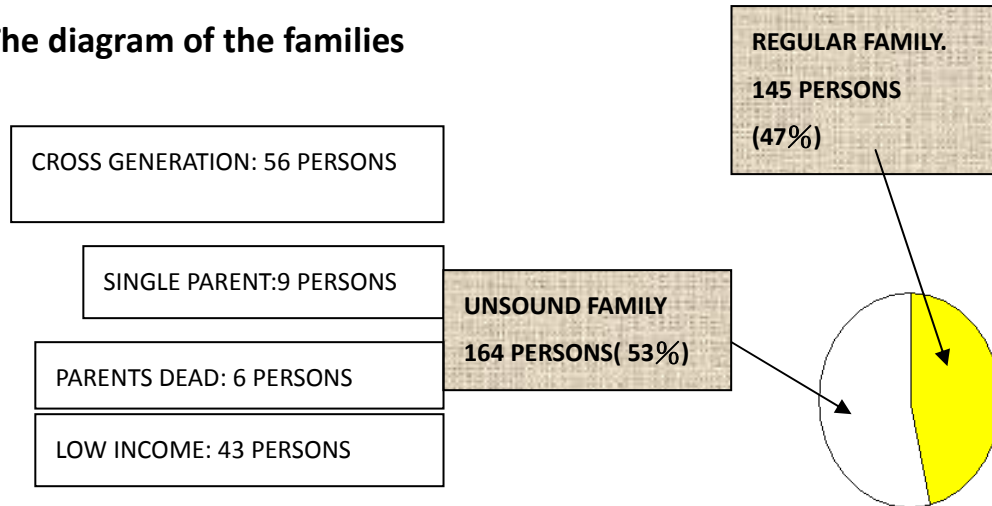 he diagram of the families
REGULAR FAMILY.
145 PERSONS
(47%)
CROSS GENERATION: 56 PERSONS
SINGLE PARENT:9 PERSONS
UNSOUND FAMILY
164 PERSONS( 53%)
PARENTS DEAD: 6 PERSONS
LOW INCOME: 43 PERSONS